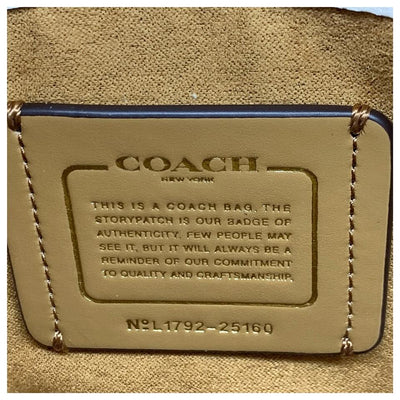 COACH
NEW YORK
THIS IS A COACH BAG. THE
STORYPATCH IS OUR BADGE OF
AUTHENTICITY. FEW PEOPLE MAY
SEE IT, BUT IT WILL ALWAYS BE A
REMINDER OF OUR COMMITMENT
TO QUALITY AND CRAFTSMANSHIP.
NºL1792-25160